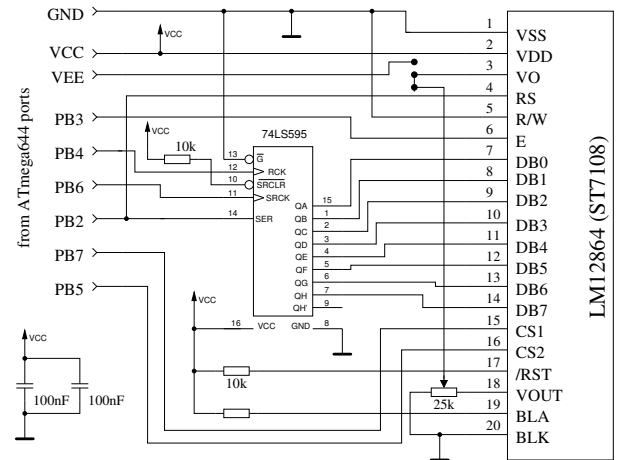 GND
VCC
VEE
PB3
PB4
PB6
PB2
PB7
PB5
from ATmega644 ports
VCC
VCC
10k
74LS595
13 G
12 RCK
10 SRCLR
11 SRCK
14 SER
QA 15
QB 1
QC 2
QD 3
QE 4
QF 5
QG 6
QH 7
QH' 9
16 VCC GND 8
VCC
10k
25k
VCC
100nF
100nF
1 VSS
2 VDD
3 VO
4 RS
5 R/W
6 E
7 DB0
8 DB1
9 DB2
10 DB3
11 DB4
12 DB5
13 DB6
14 DB7
15 CS1
16 CS2
17 /RST
18 VOUT
19 BLA
20 BLK
LM12864 (ST7108)